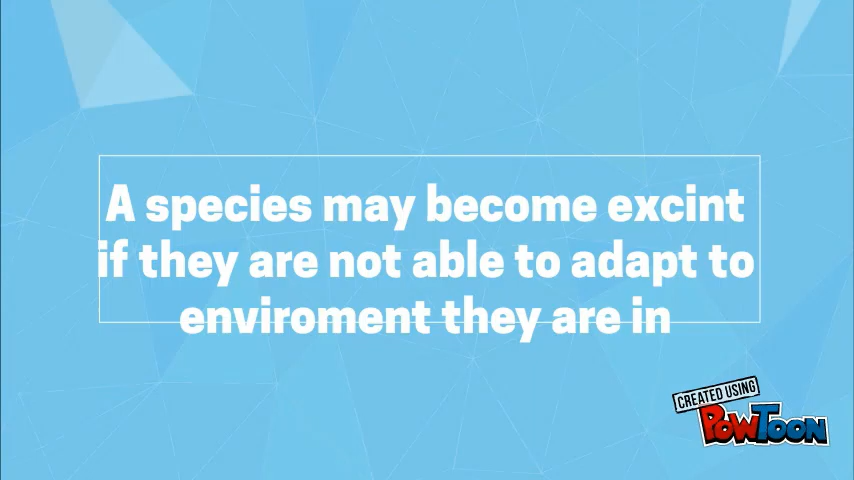 A species may become excint
if they are not able to adapt to
enviroment they are in
CREATED USING
POWTOON